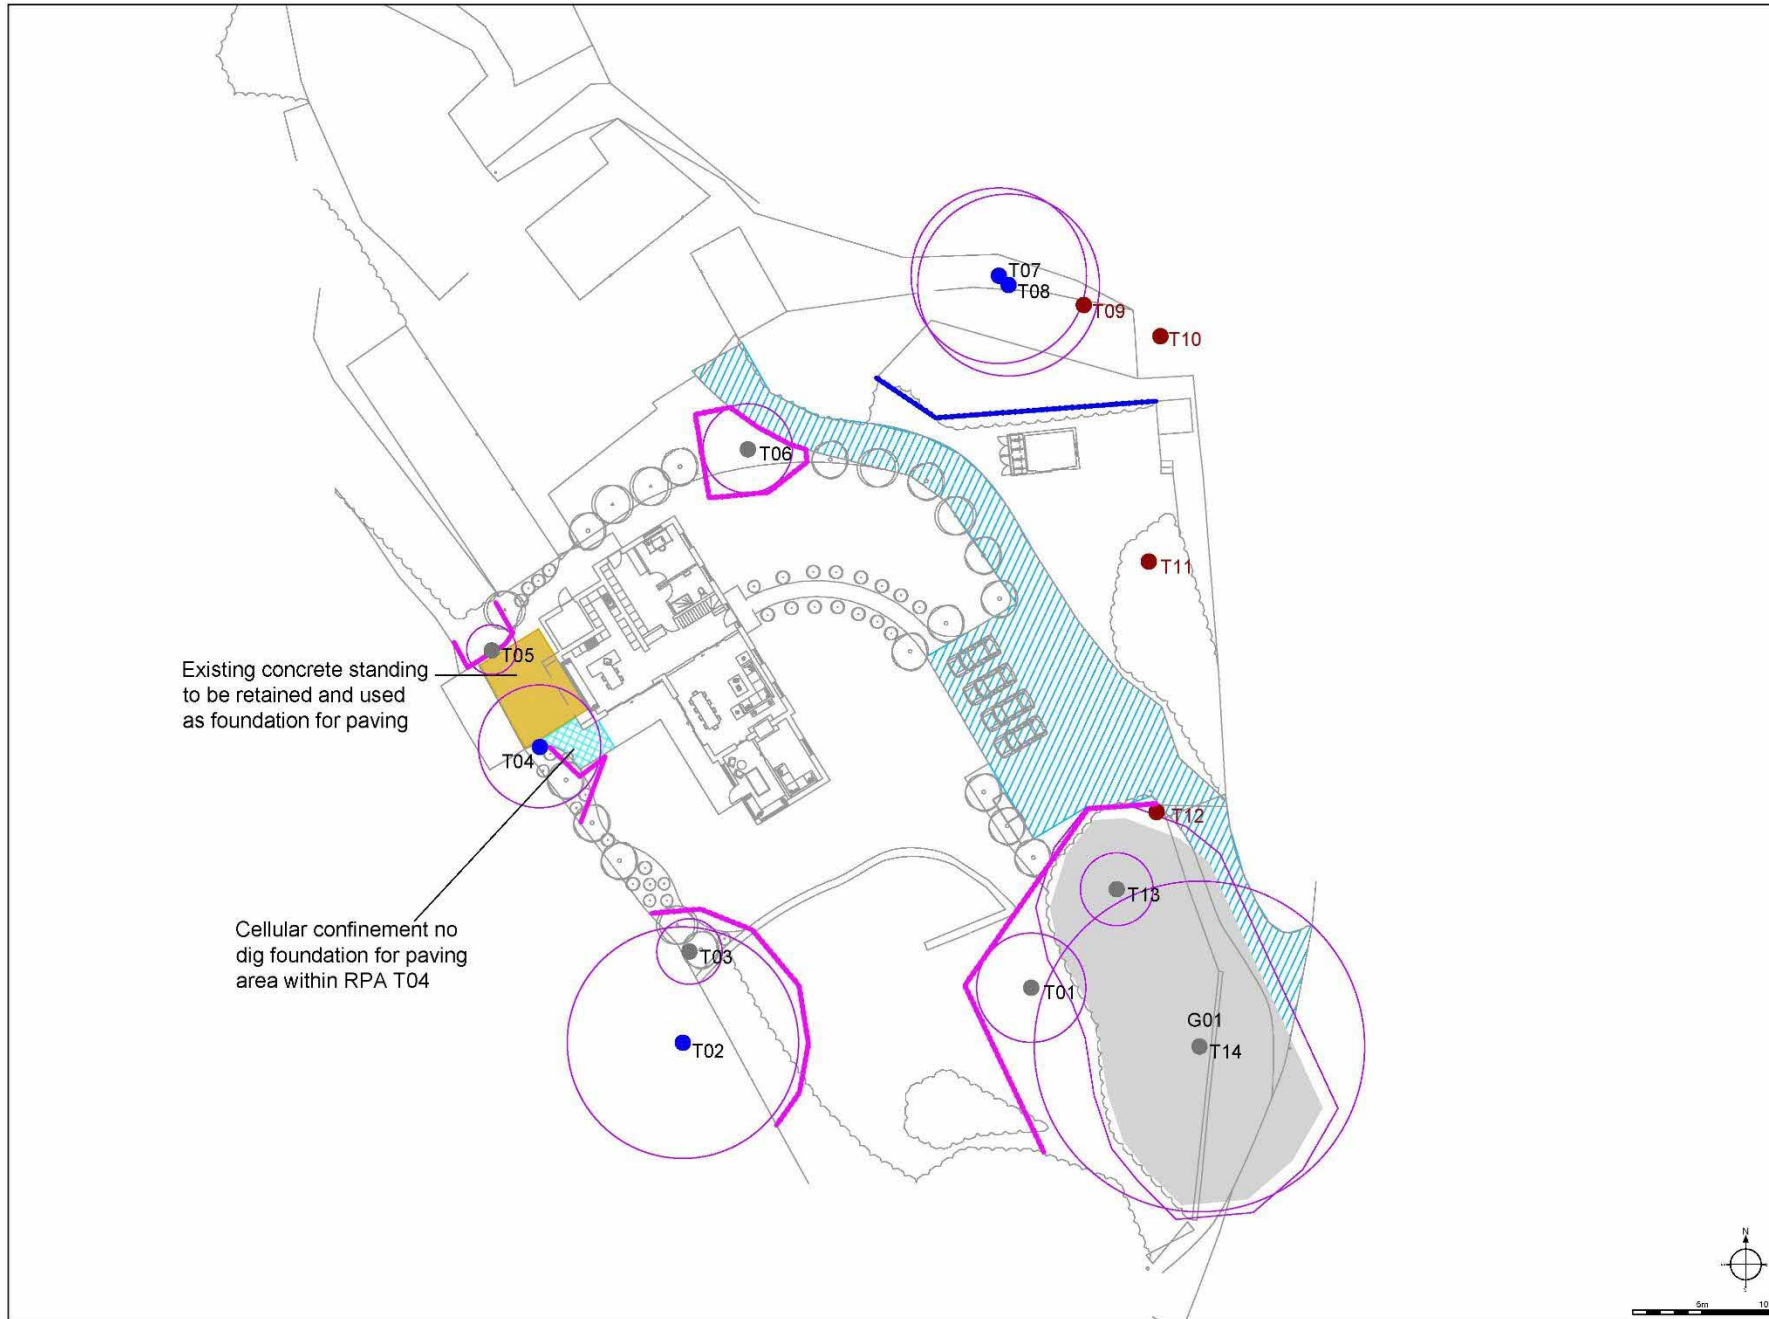 T07
T08
T09
T10
T06
T11
T05
Existing concrete standing
to be retained and used
as foundation for paving
T04
T12
T13
Cellular confinement no
dig foundation for paving
area within RPA T04
T03
T01
G01
T14
T02
N
5m
10